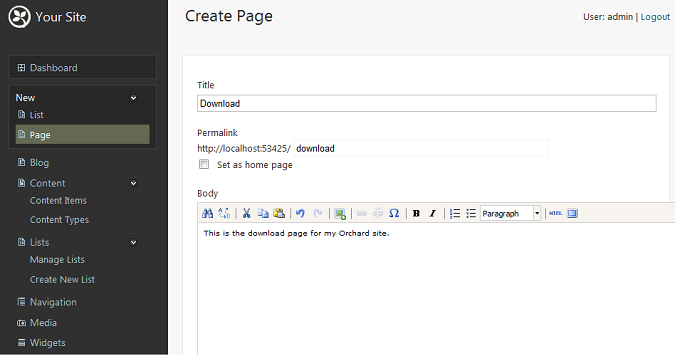 Your Site
Create Page
User: admin | Logout
Dashboard
New
List
Page
Blog
Content
Content Items
Content Types
Lists
Manage Lists
Create New List
Navigation
Media
Widgets
Title
Download
Permalink
http://localhost:53425/ download
Set as home page
Body
B I Paragraph HTML
This is the download page for my Orchard site.